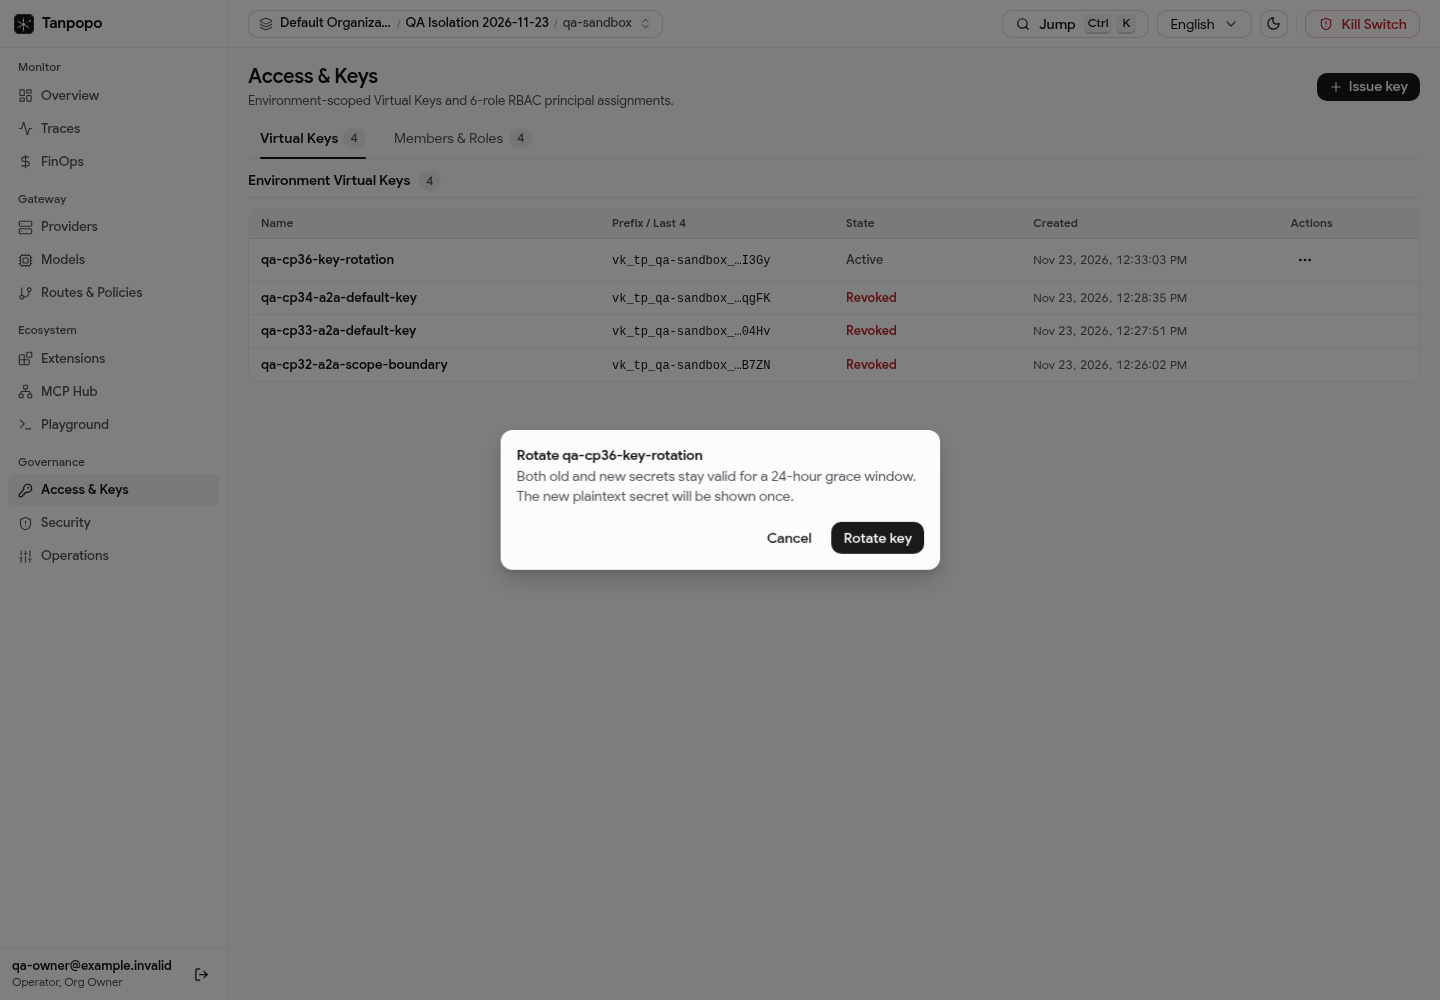 Tanpopo
Default Organiza... / QA Isolation 2026-11-23 / qa-sandbox
Jump Ctrl K
English
Kill Switch
Monitor
Overview
Traces
FinOps
Gateway
Providers
Models
Routes & Policies
Ecosystem
Extensions
MCP Hub
Playground
Governance
Access & Keys
Security
Operations
qa-owner@example.invalid
Operator, Org Owner
Access & Keys
Environment-scoped Virtual Keys and 6-role RBAC principal assignments.
+ Issue key
Virtual Keys 4 Members & Roles 4
Environment Virtual Keys 4
Name Prefix / Last 4 State Created Actions
qa-cp36-key-rotation vk_tp_qa-sandbox_…I3Gy Active Nov 23, 2026, 12:33:03 PM ...
qa-cp34-a2a-default-key vk_tp_qa-sandbox_…qgFK Revoked Nov 23, 2026, 12:28:35 PM
qa-cp33-a2a-default-key vk_tp_qa-sandbox_…04Hv Revoked Nov 23, 2026, 12:27:51 PM
qa-cp32-a2a-scope-boundary vk_tp_qa-sandbox_…B7ZN Revoked Nov 23, 2026, 12:26:02 PM
Rotate qa-cp36-key-rotation
Both old and new secrets stay valid for a 24-hour grace window.
The new plaintext secret will be shown once.
Cancel Rotate key